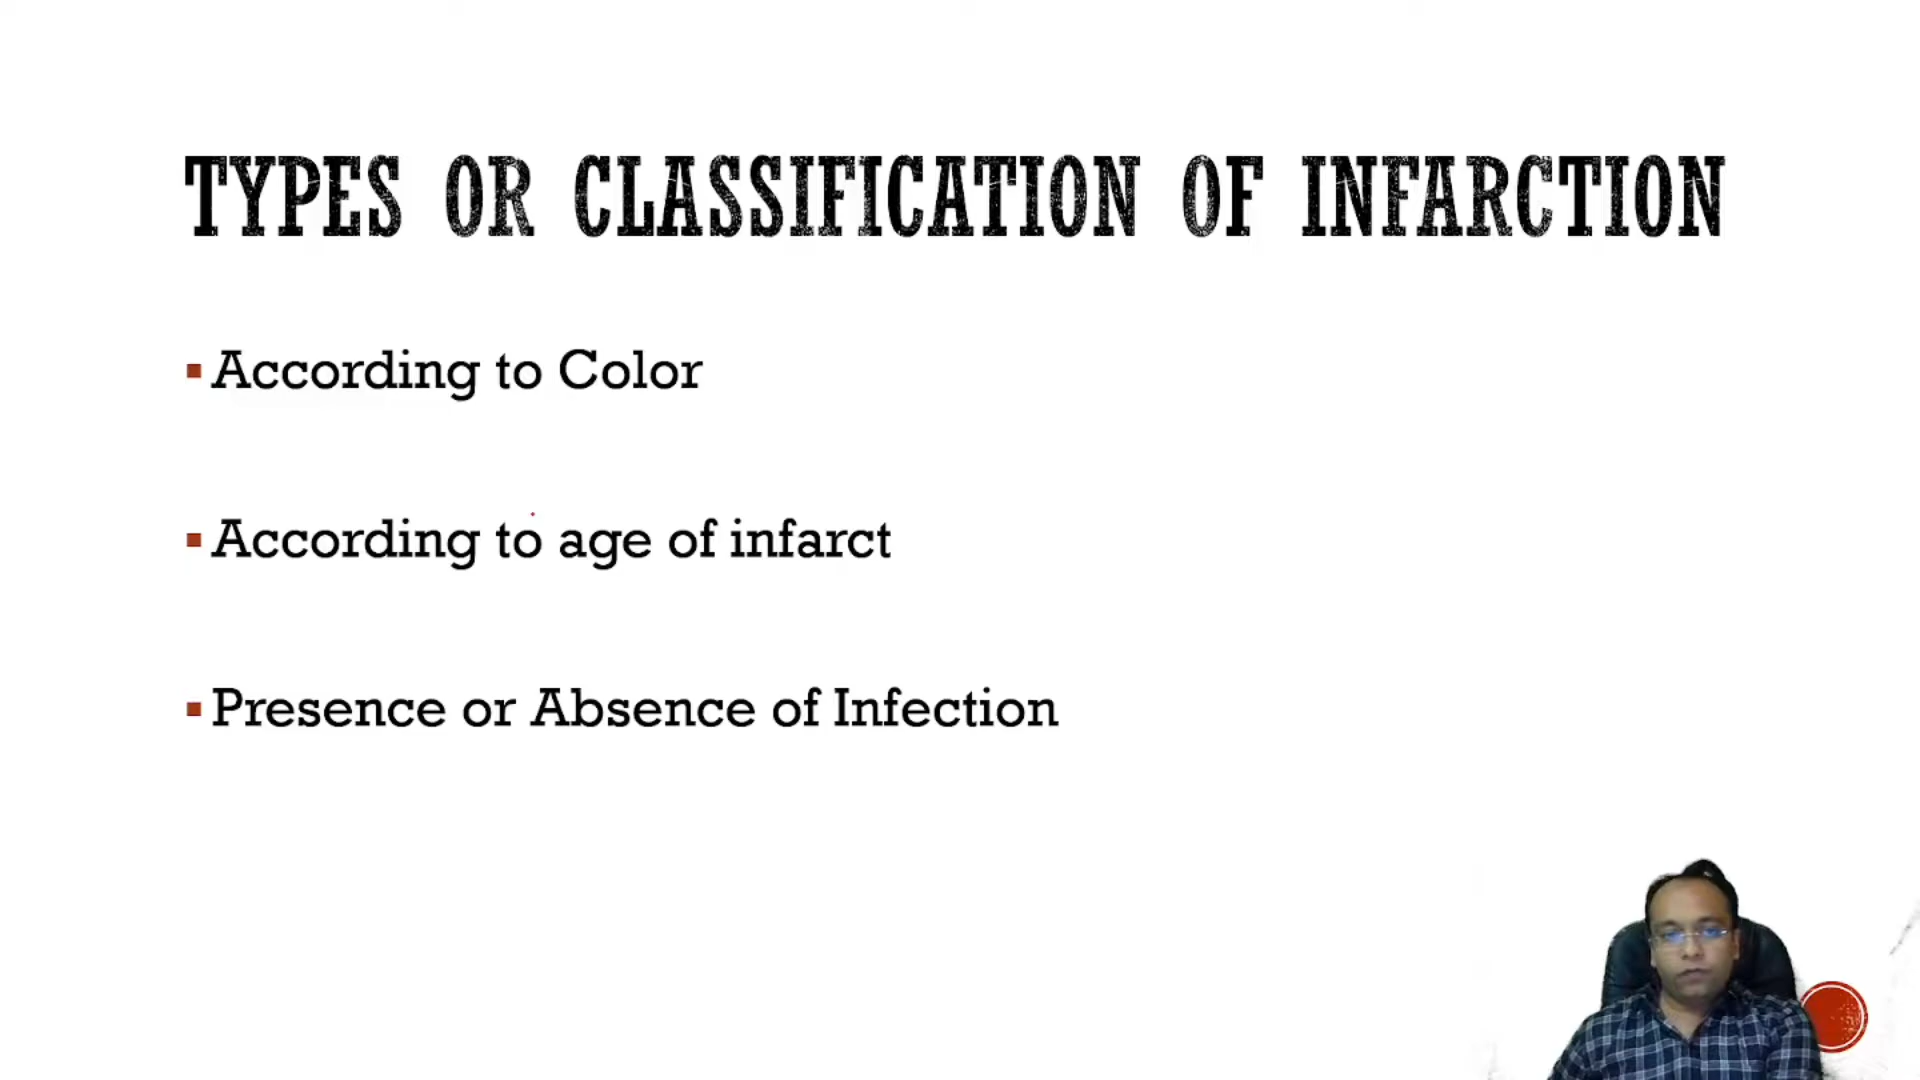 TYPES OR CLASSIFICATION OF INFARCTION
According to Color
According to age of infarct
Presence or Absence of Infection